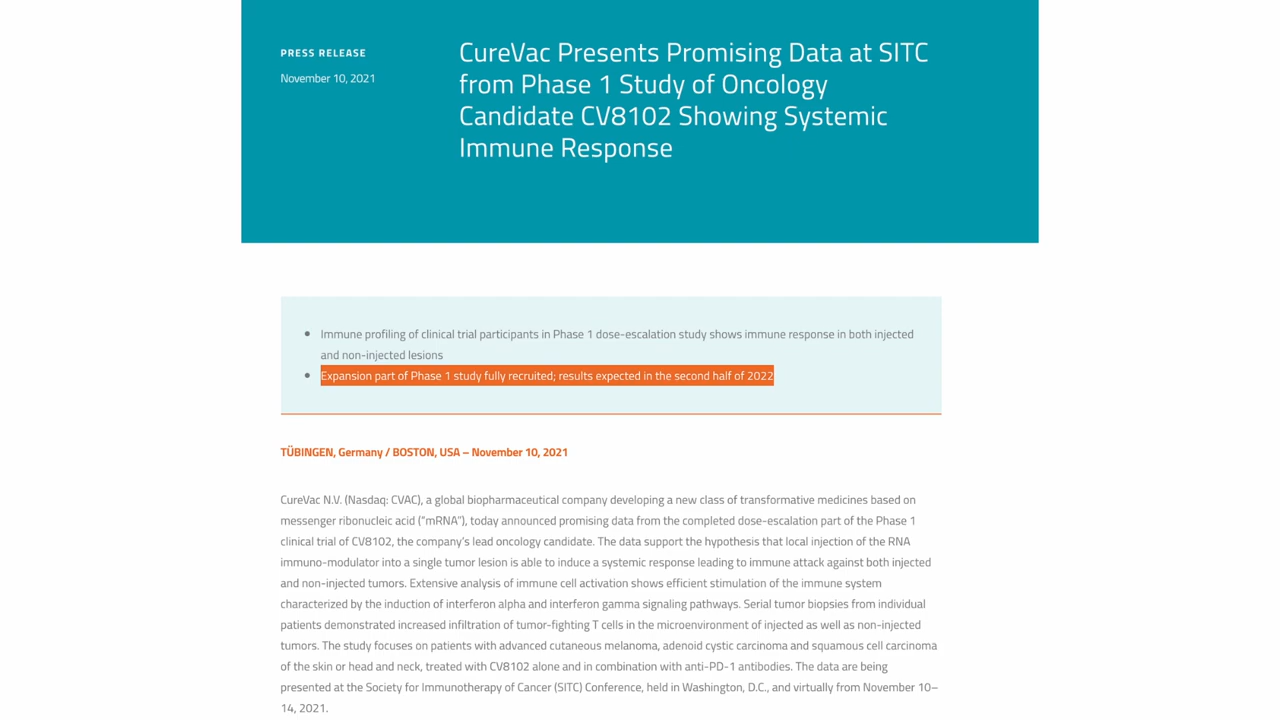 PRESS RELEASE
November 10, 2021
CureVac Presents Promising Data at SITC
from Phase 1 Study of Oncology
Candidate CV8102 Showing Systemic
Immune Response
• Immune profiling of clinical trial participants in Phase 1 dose-escalation study shows immune response in both injected
and non-injected lesions
• Expansion part of Phase 1 study fully recruited; results expected in the second half of 2022
TÜBINGEN, Germany / BOSTON, USA – November 10, 2021
CureVac N.V. (Nasdaq: CVAC), a global biopharmaceutical company developing a new class of transformative medicines based on
messenger ribonucleic acid (“mRNA”), today announced promising data from the completed dose-escalation part of the Phase 1
clinical trial of CV8102, the company’s lead oncology candidate. The data support the hypothesis that local injection of the RNA
immuno-modulator into a single tumor lesion is able to induce a systemic response leading to immune attack against both injected
and non-injected tumors. Extensive analysis of immune cell activation shows efficient stimulation of the immune system
characterized by the induction of interferon alpha and interferon gamma signaling pathways. Serial tumor biopsies from individual
patients demonstrated increased infiltration of tumor-fighting T cells in the microenvironment of injected as well as non-injected
tumors. The study focuses on patients with advanced cutaneous melanoma, adenoid cystic carcinoma and squamous cell carcinoma
of the skin or head and neck, treated with CV8102 alone and in combination with anti-PD-1 antibodies. The data are being
presented at the Society for Immunotherapy of Cancer (SITC) Conference, held in Washington, D.C., and virtually from November 10–
14, 2021.